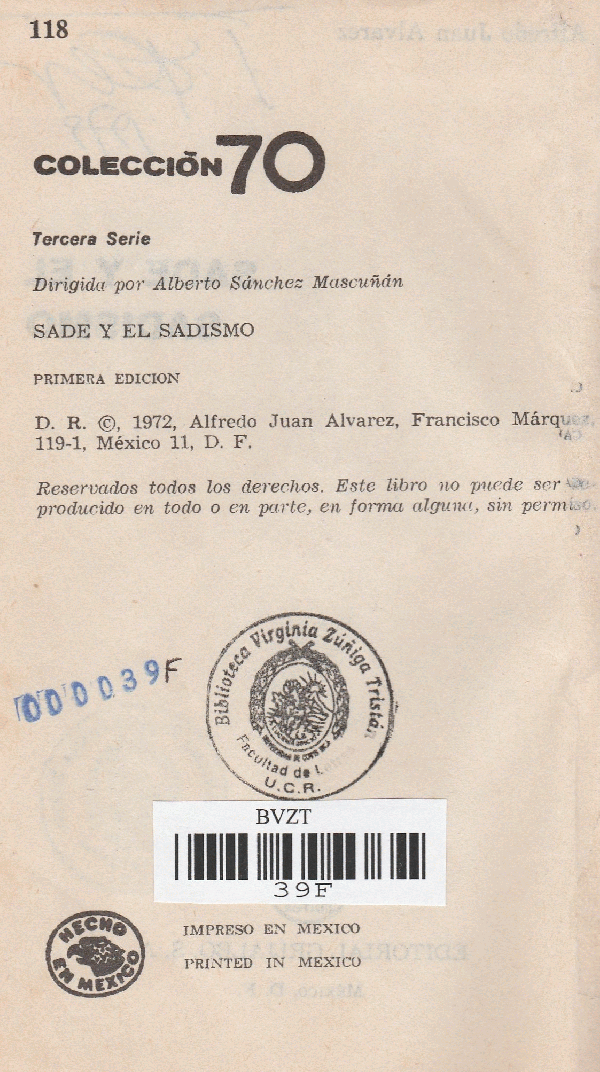 118
COLECCIÓN 70
Tercera Serie
Dirigida por Alberto Sánchez Mascuñán
SADE Y EL SADISMO
PRIMERA EDICION
D. R. ©, 1972, Alfredo Juan Alvarez, Francisco Márquez,
119-1, México 11, D. F.
Reservados todos los derechos. Este libro no puede ser
producido en todo o en parte, en forma alguna, sin permiso.
000039F
Biblioteca Virginia Zúñiga Tristán
Facultad de Letras
U.C.R.
BVZT
39F
HECHO
EN MEXICO
IMPRESO EN MEXICO
PRINTED IN MEXICO